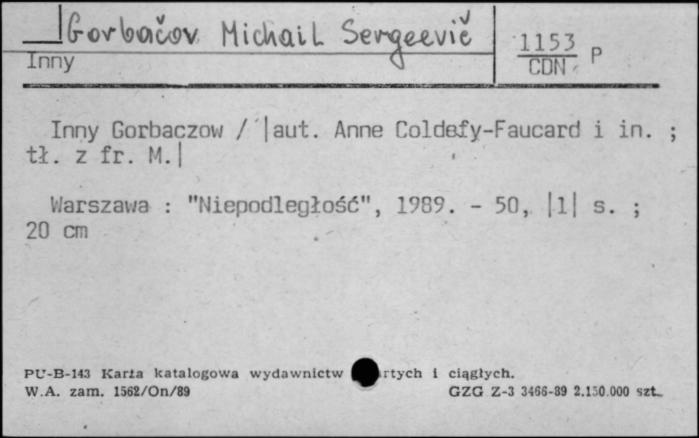 Gorbačov Michail Sergeevič
1153 P
CDN
Inny
Inny Gorbaczow / |aut. Anne Coldefy-Faucard i in. ;
tł. z fr. M.|
Warszawa : "Niepodległość", 1989. - 50, |1| s. ;
20 cm
PU-B-143 Karta katalogowa wydawnictw i ciągłych.
W.A. zam. 1562/On/89 GZG Z-3 3466-89 2.150.000 szt.